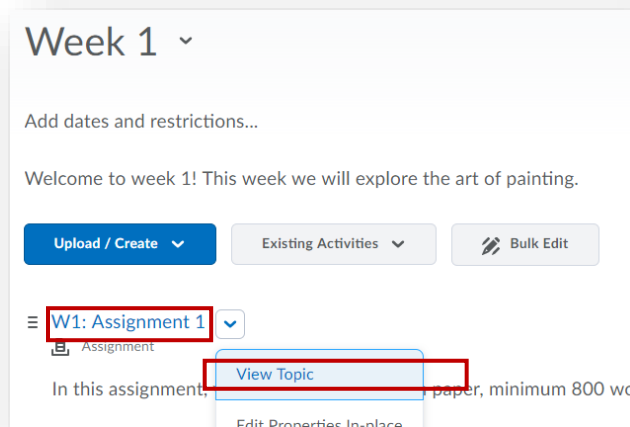 Week 1
Add dates and restrictions...
Welcome to week 1! This week we will explore the art of painting.
Upload / Create Existing Activities Bulk Edit
W1: Assignment 1
Assignment
View Topic
In this assignment, paper, minimum 800
Edit Properties In-place